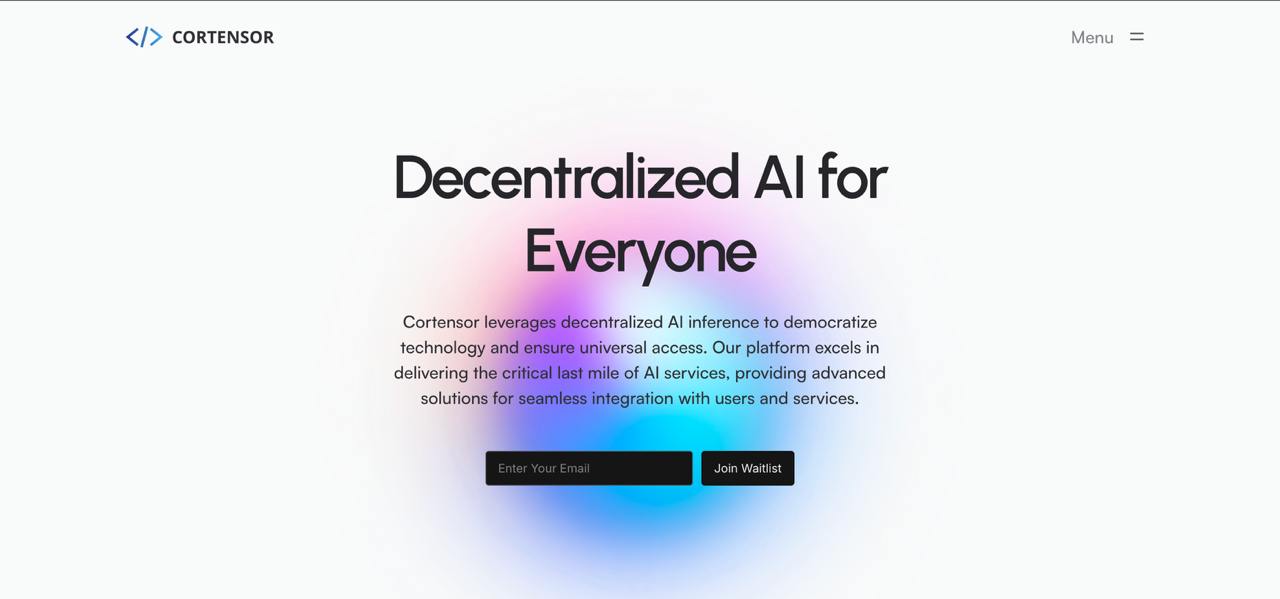 </> CORTENSOR
Menu
Decentralized AI for
Everyone
Cortensor leverages decentralized AI inference to democratize
technology and ensure universal access. Our platform excels in
delivering the critical last mile of AI services, providing advanced
solutions for seamless integration with users and services.
Enter Your Email
Join Waitlist